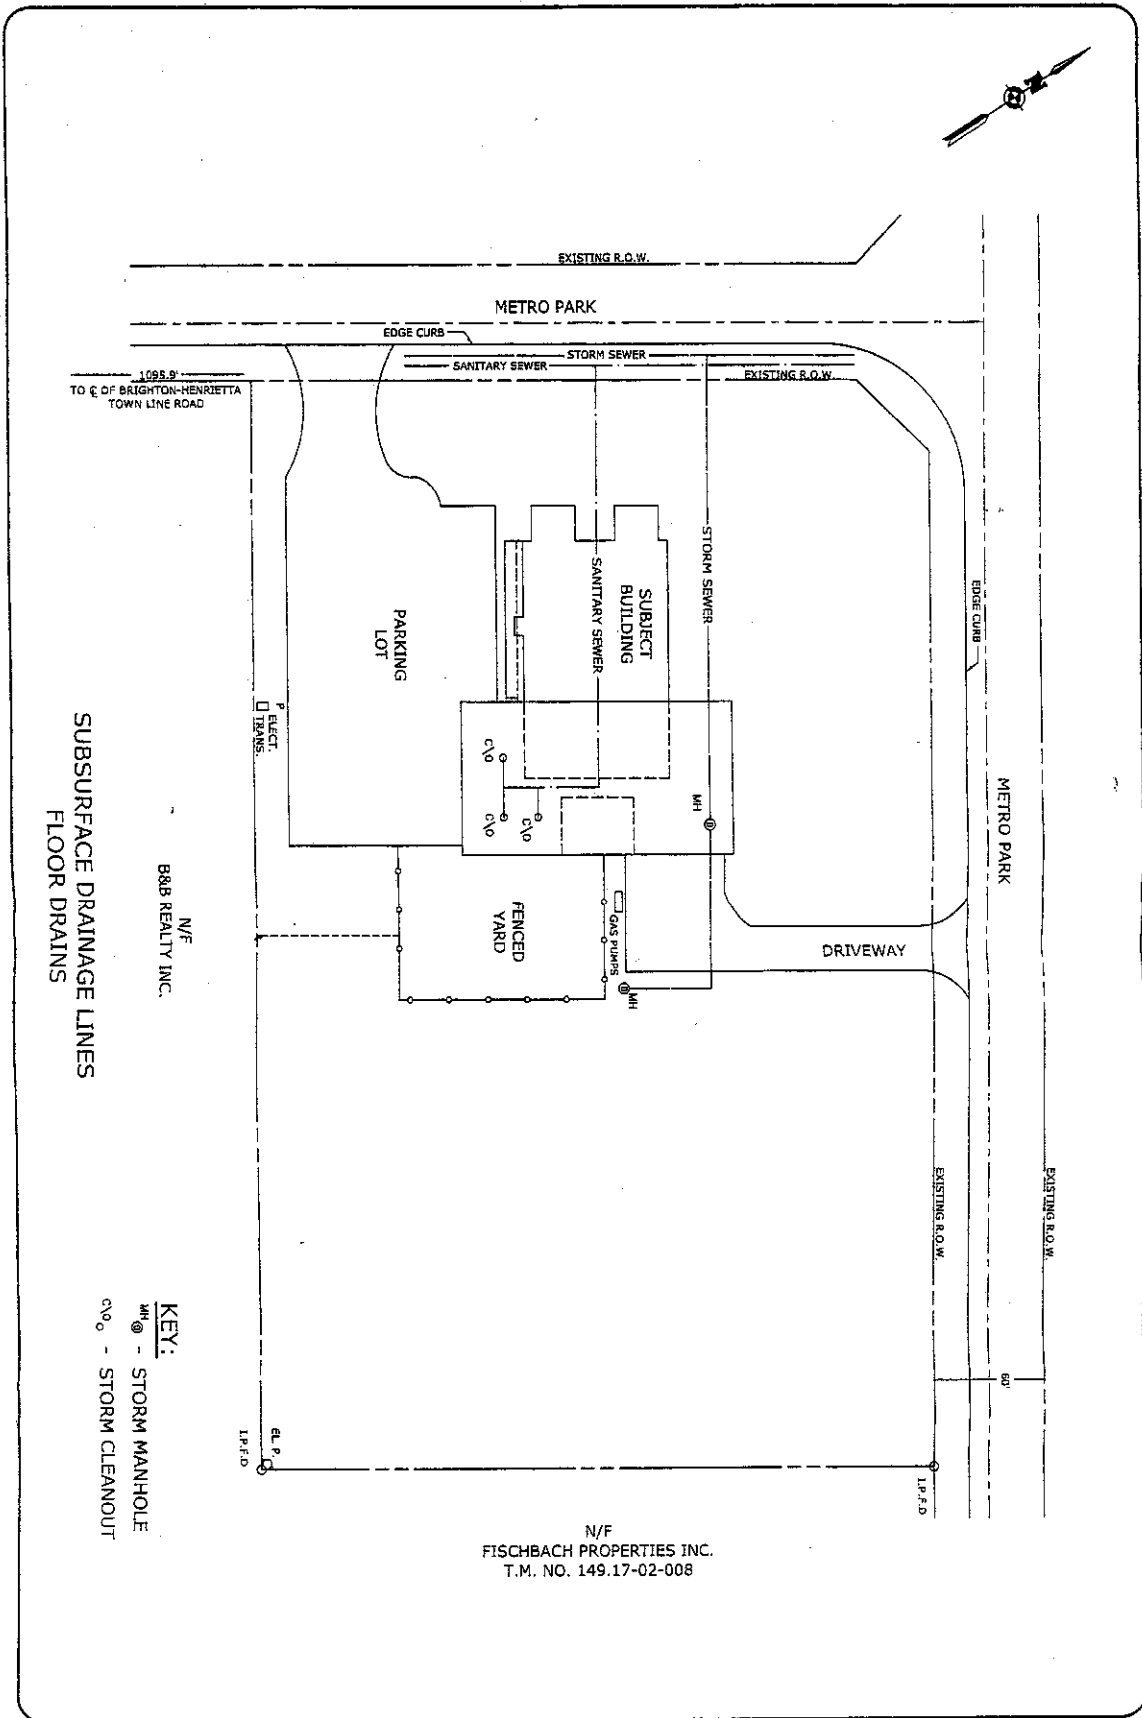 N
EXISTING R.O.W.
METRO PARK
EDGE CURB
STORM SEWER
SANITARY SEWER
1095.9'
EXISTING R.O.W.
TO ℄ OF BRIGHTON-HENRIETTA
TOWN LINE ROAD
STORM SEWER
SANITARY SEWER
SUBJECT
BUILDING
EDGE CURB
PARKING
LOT
P
ELECT.
TRANS.
C\O
C\O
C\O
MH
METRO PARK
FENCED
YARD
GAS PUMPS
MH
DRIVEWAY
N/F
B&B REALTY INC.
SUBSURFACE DRAINAGE LINES
FLOOR DRAINS
EXISTING R.O.W.
EXISTING R.O.W.
60'
KEY:
MH - STORM MANHOLE
C\O - STORM CLEANOUT
EL. P.
I.P.F.D
I.P.F.D
N/F
FISCHBACH PROPERTIES INC.
T.M. NO. 149.17-02-008